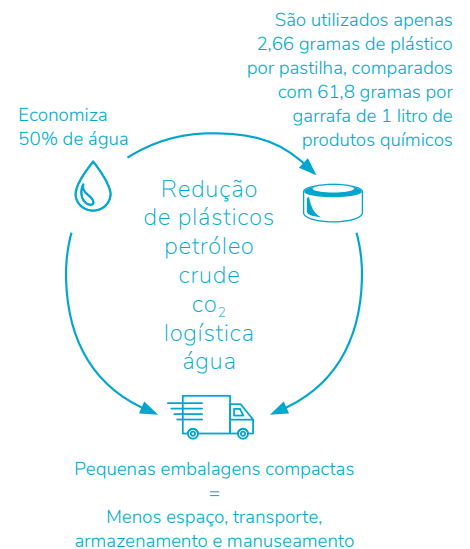 São utilizados apenas
2,66 gramas de plástico
por pastilha, comparados
com 61,8 gramas por
garrafa de 1 litro de
produtos químicos
Economiza
50% de água
Redução
de plásticos
petróleo
crude
co₂
logística
água
Pequenas embalagens compactas
=
Menos espaço, transporte,
armazenamento e manuseamento